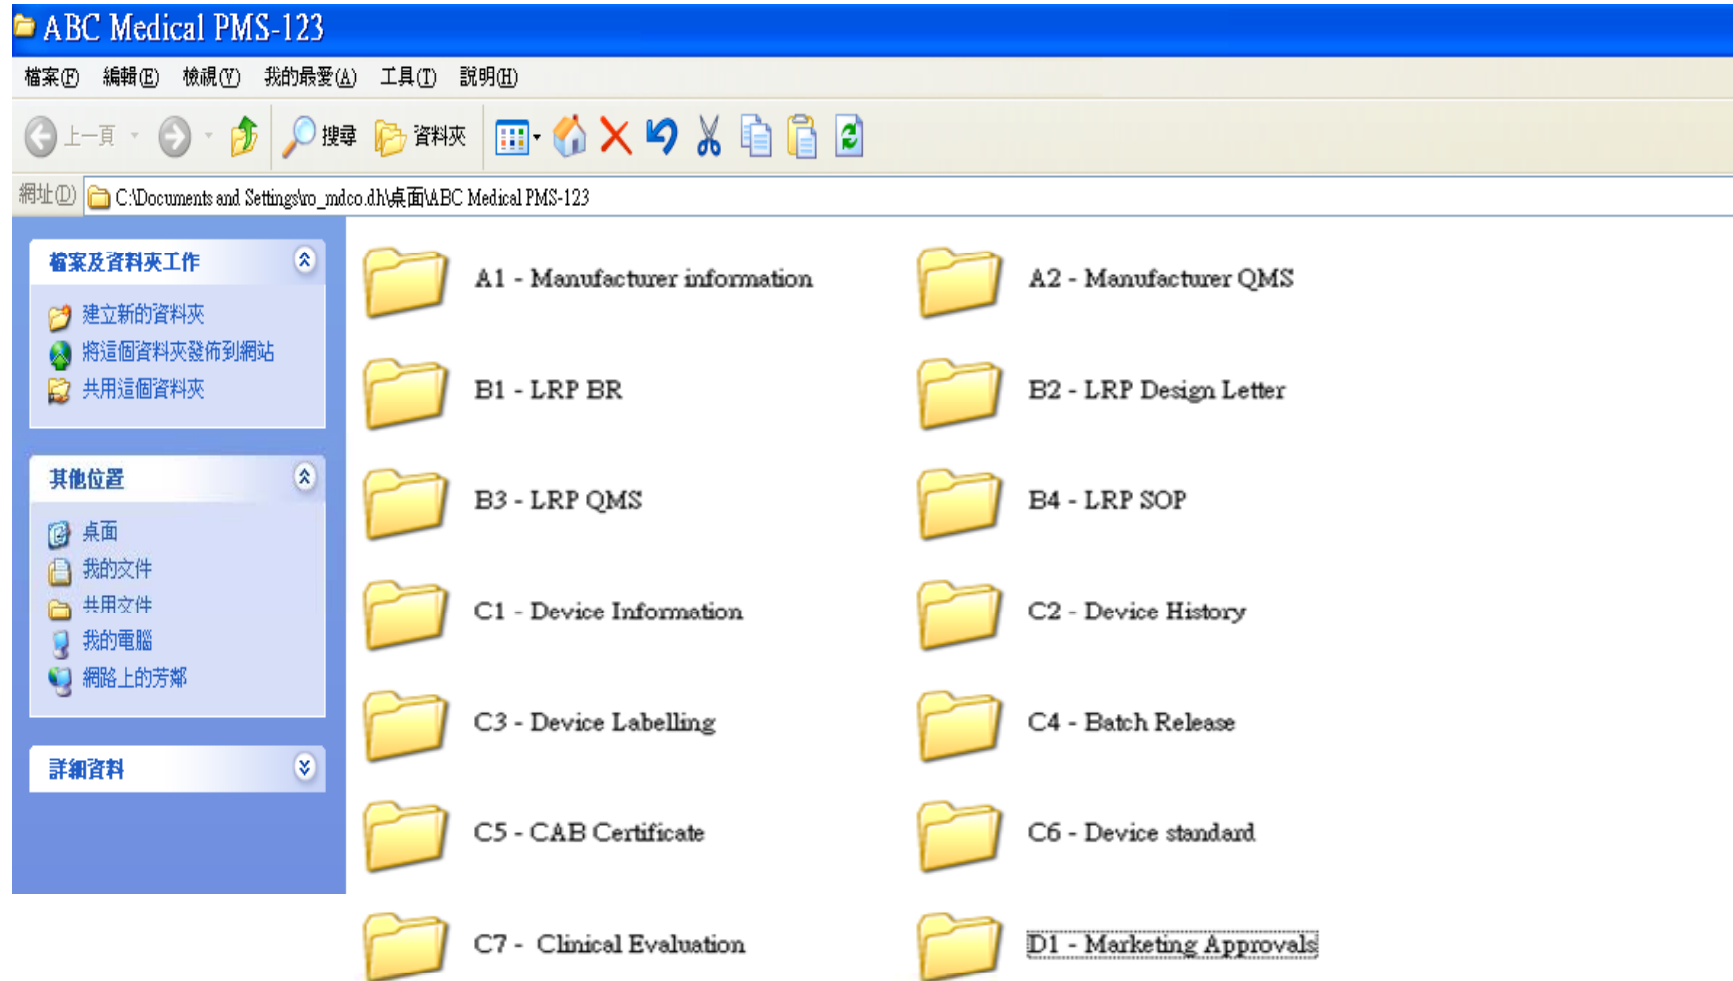 ABC Medical PMS-123
檔案(F) 編輯(E) 檢視(V) 我的最愛(A) 工具(T) 說明(H)
上一頁 搜尋 資料夾
網址(D) C:\Documents and Settings\ro_mdco.dh\桌面\ABC Medical PMS-123
檔案及資料夾工作
建立新的資料夾
將這個資料夾發佈到網站
共用這個資料夾
其他位置
桌面
我的文件
共用文件
我的電腦
網路上的芳鄰
詳細資料
A1 - Manufacturer information
A2 - Manufacturer QMS
B1 - LRP BR
B2 - LRP Design Letter
B3 - LRP QMS
B4 - LRP SOP
C1 - Device Information
C2 - Device History
C3 - Device Labelling
C4 - Batch Release
C5 - CAB Certificate
C6 - Device standard
C7 - Clinical Evaluation
D1 - Marketing Approvals